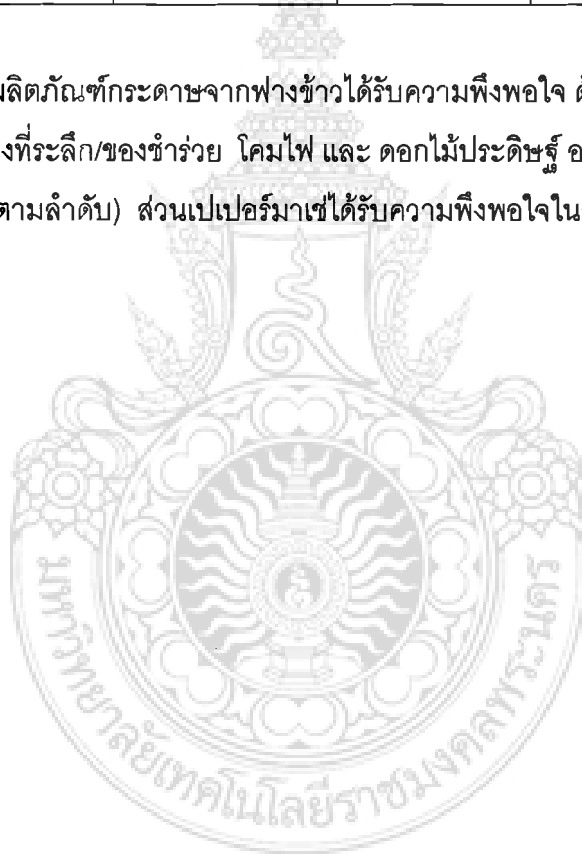 ผลิตภัณฑ์กระดาษจากฟางข้าวได้รับความพึงพอใจ
งที่ระลึก/ของชำร่วย โคมไฟ และ ดอกไม้ประดิษฐ์
ตามลำดับ) ส่วนเปเปอร์มาเช่ได้รับความพึงพอใจใน
มหาวิทยาลัยเทคโนโลยีราชมงคลพระนคร